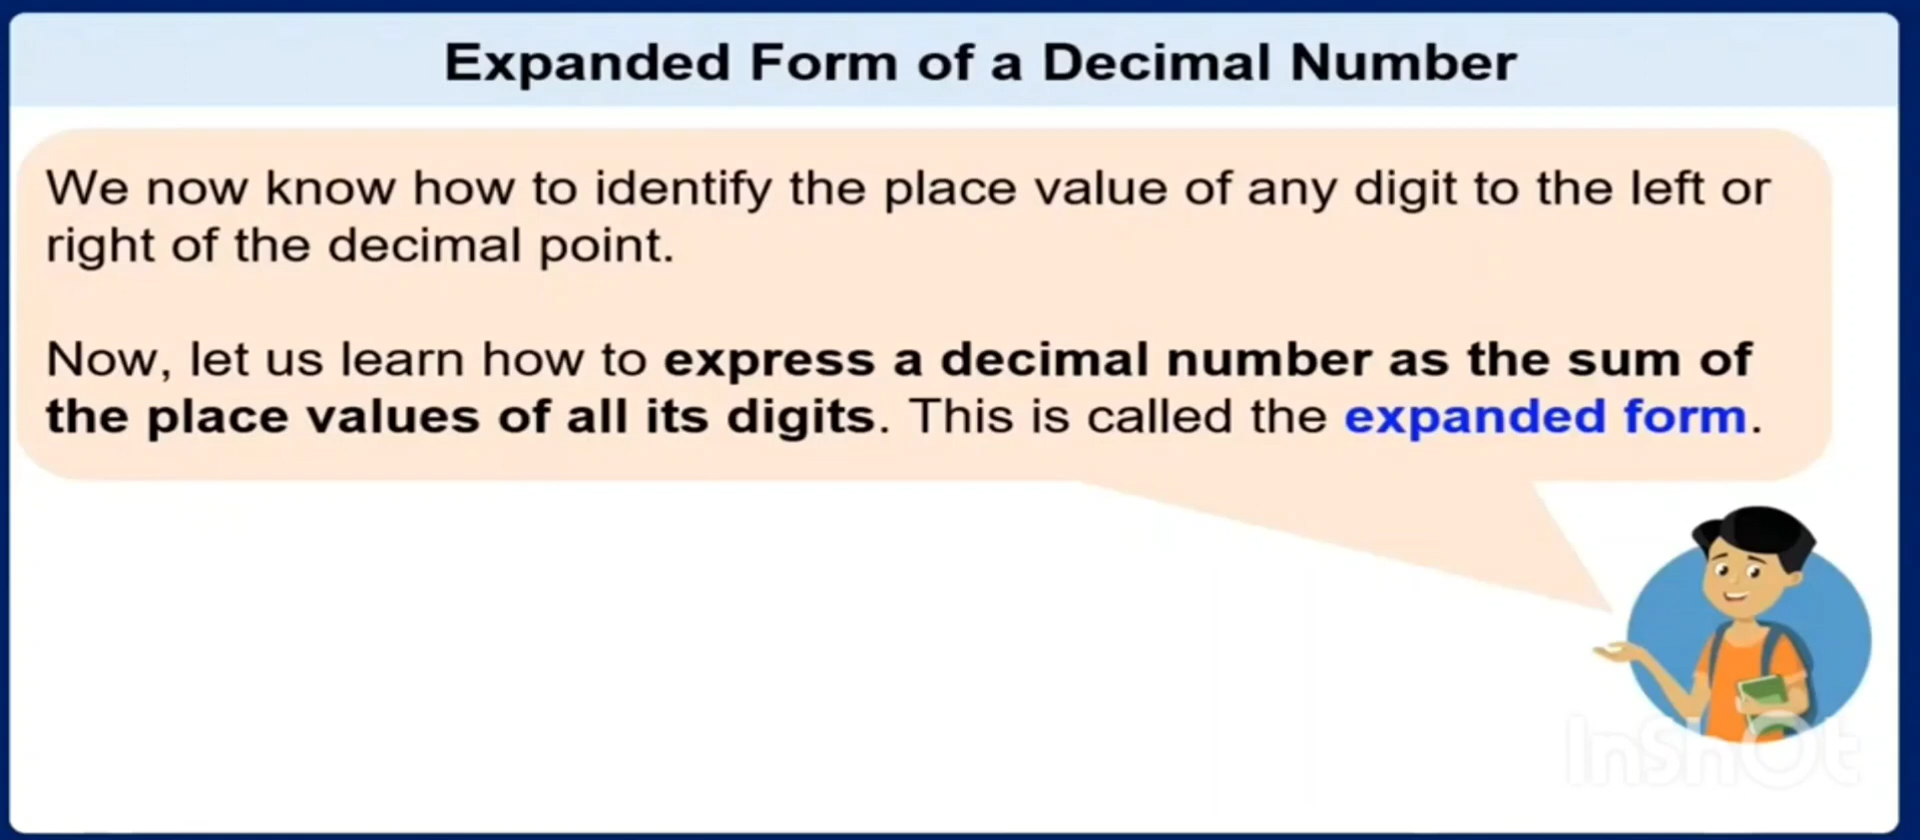 Expanded Form of a Decimal Number
We now know how to identify the place value of any digit to the left or
right of the decimal point.
Now, let us learn how to express a decimal number as the sum of
the place values of all its digits. This is called the expanded form.
InShOt